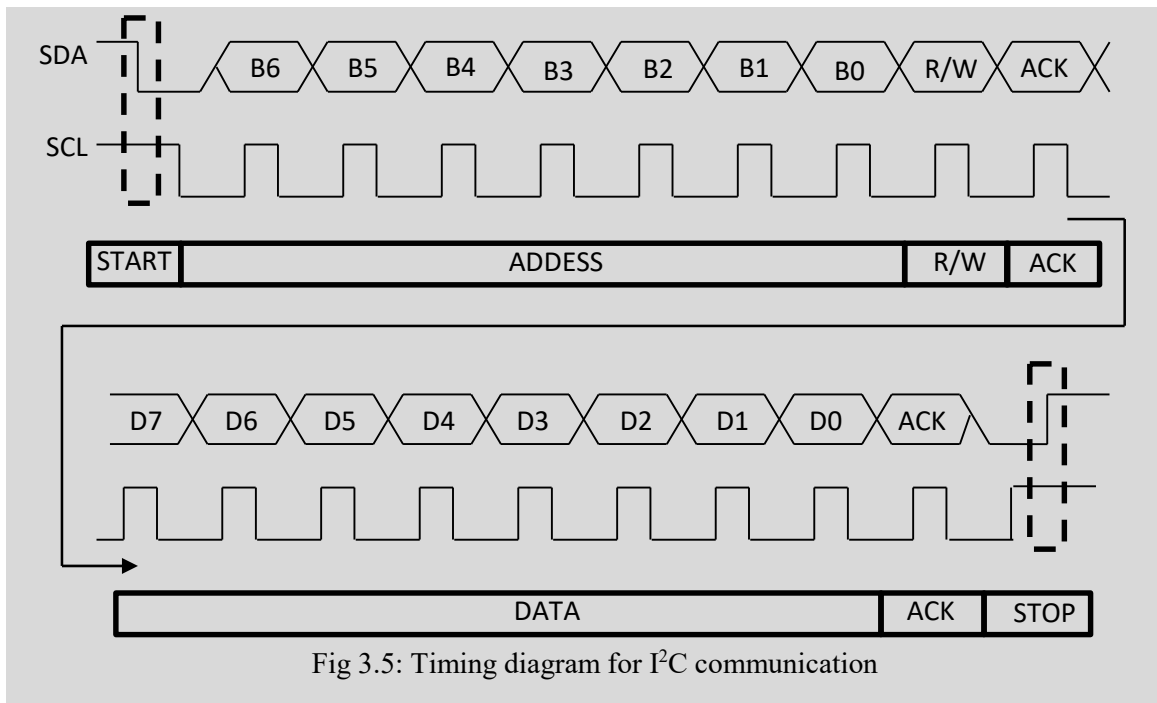 SDA B6 B5 B4 B3 B2 B1 B0 R/W ACK
SCL
START ADDESS R/W ACK
D7 D6 D5 D4 D3 D2 D1 D0 ACK
DATA ACK STOP
Fig 3.5: Timing diagram for I²C communication